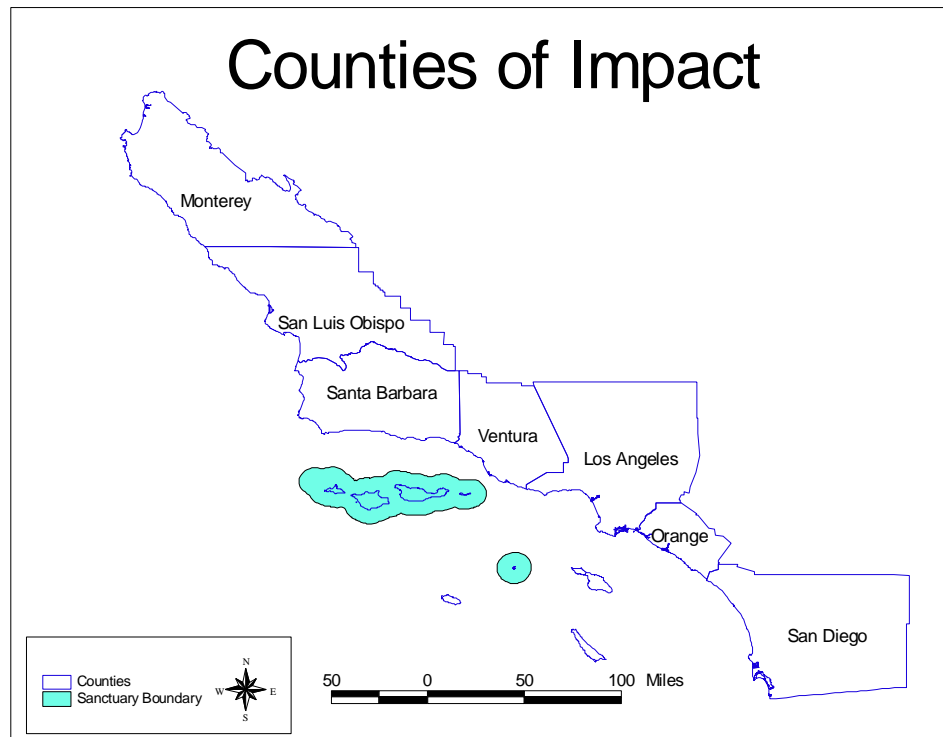 Counties of Impact
Monterey
San Luis Obispo
Santa Barbara
Ventura
Los Angeles
Orange
San Diego
Counties
Sanctuary Boundary
N
W E
S
50 0 50 100 Miles